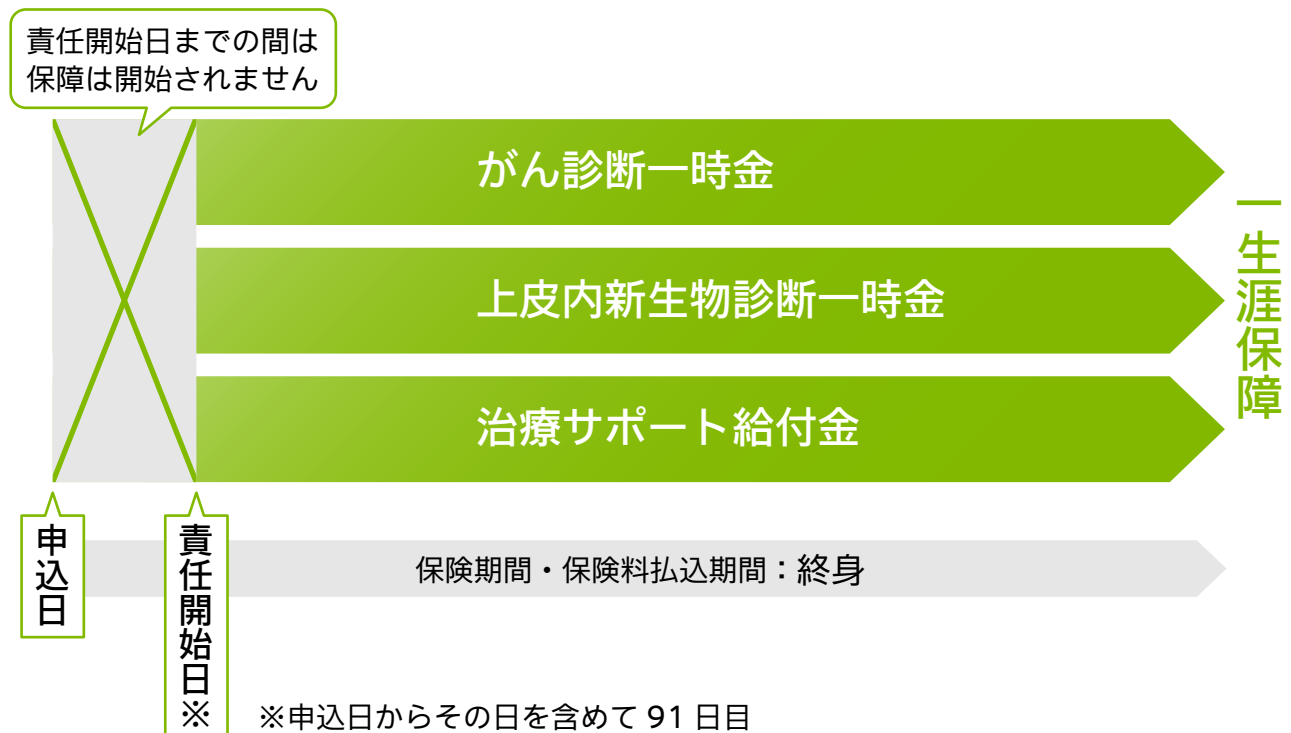 責任開始日までの間は
保障は開始されません
がん診断一時金
上皮内新生物診断一時金
治療サポート給付金
一生涯保障
申込日
責任開始日※
保険期間・保険料払込期間：終身
※申込日からその日を含めて 91 日目